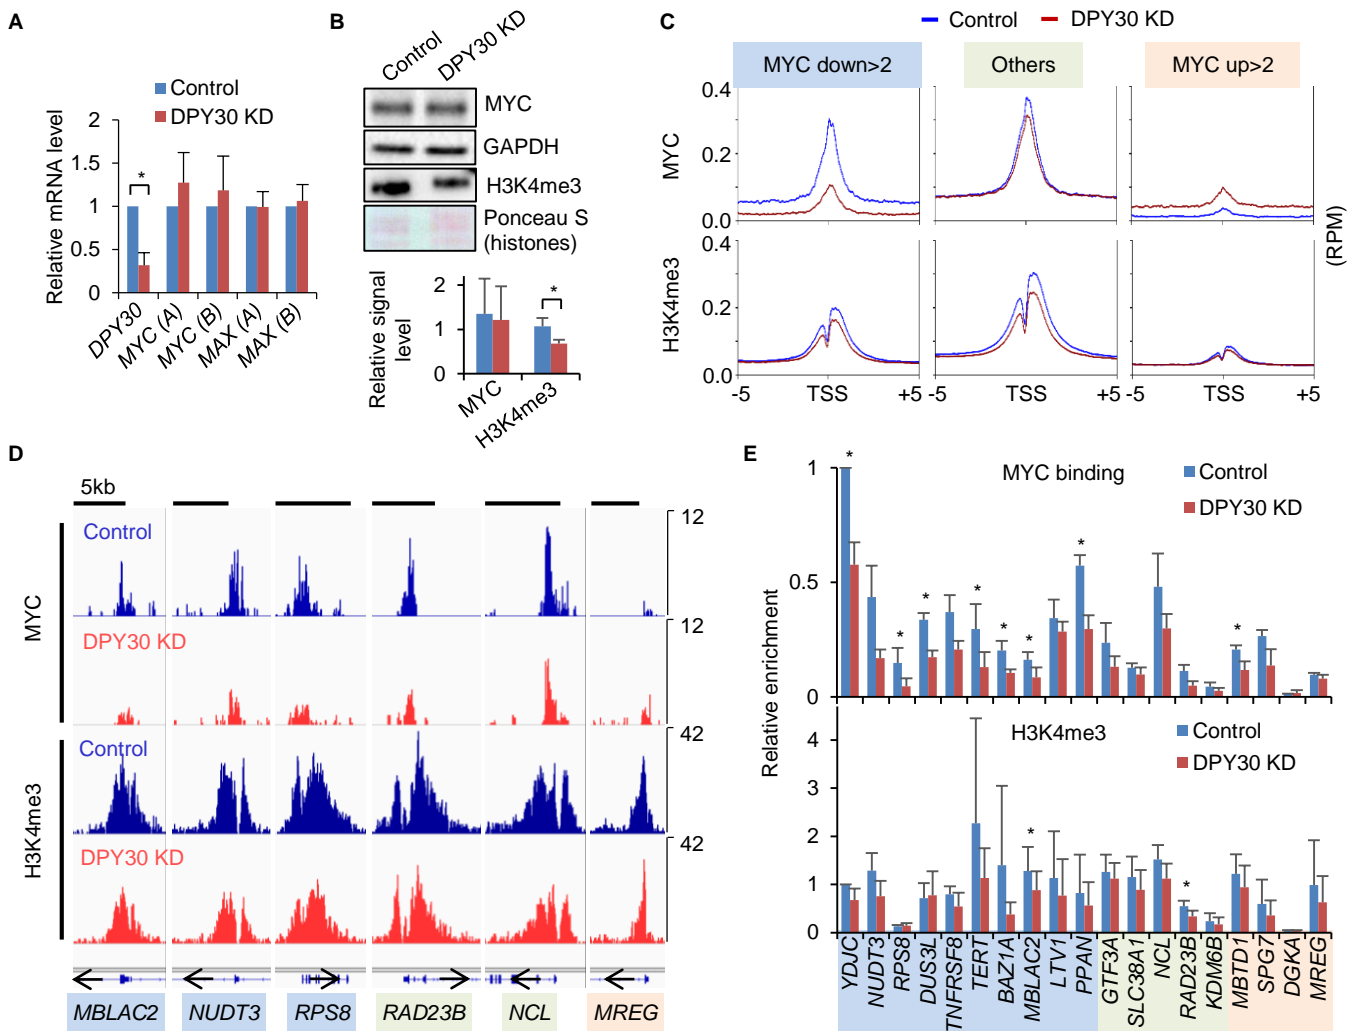 A
Control
DPY30 KD
Relative mRNA level
2
1.5
1
0.5
0
*
DPY30
MYC (A)
MYC (B)
MAX (A)
MAX (B)
B
Control
DPY30 KD
MYC
GAPDH
H3K4me3
Ponceau S
(histones)
Relative signal
level
2
1
0
*
MYC
H3K4me3
C
Control
DPY30 KD
MYC down>2
Others
MYC up>2
MYC
0.4
0.2
0.0
H3K4me3
0.4
0.2
0.0
(RPM)
-5
TSS
+5
-5
TSS
+5
-5
TSS
+5
D
5kb
MYC
Control
12
DPY30 KD
12
H3K4me3
Control
42
DPY30 KD
42
MBLAC2
NUDT3
RPS8
RAD23B
NCL
MREG
E
Relative enrichment
MYC binding
Control
DPY30 KD
1
0.5
0
*
*
*
*
*
*
*
*
H3K4me3
Control
DPY30 KD
4
3
2
1
0
*
*
YDJC
NUDT3
RPS8
DUS3L
TNFRSF8
TERT
BAZ1A
MBLAC2
LTV1
PPAN
GTF3A
SLC38A1
NCL
RAD23B
KDM6B
MBTD1
SPG7
DGKA
MREG